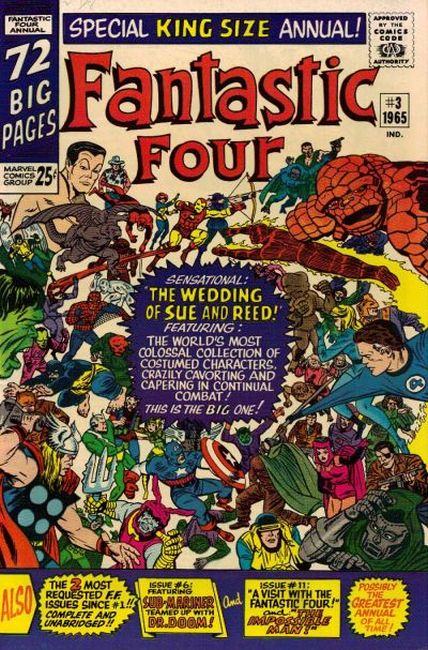 FANTASTIC
FOUR
ANNUAL
SPECIAL KING SIZE ANNUAL!
APPROVED
BY THE
COMICS
CODE
AUTHORITY
72
BIG
PAGES
MARVEL
COMICS
GROUP
25¢
Fantastic
Four
#3
1965
IND.
SENSATIONAL:
"THE WEDDING
OF SUE AND REED!"
FEATURING:
THE WORLD'S MOST
COLOSSAL COLLECTION OF
COSTUMED CHARACTERS,
CRAZILY CAVORTING AND
CAPERING IN CONTINUAL
COMBAT!
THIS IS THE BIG ONE!
ALSO
THE 2 MOST
REQUESTED F.F.
ISSUES SINCE #1!!
COMPLETE AND
UNABRIDGED!!
ISSUE #6:
FEATURING
SUB-MARINER
TEAMED UP WITH
DR. DOOM!
And
ISSUE #11:
"A VISIT WITH THE
FANTASTIC FOUR!"
and "THE
IMPOSSIBLE
MAN!"
POSSIBLY
THE
GREATEST
ANNUAL
OF ALL
TIME!